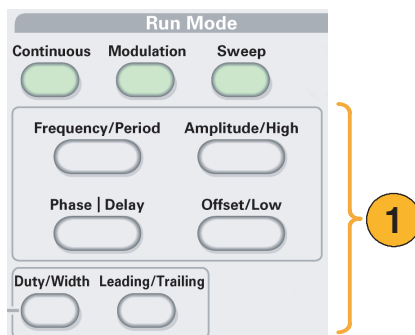 Run Mode
Continuous Modulation Sweep
Frequency/Period Amplitude/High
Phase | Delay Offset/Low
1
Duty/Width Leading/Trailing